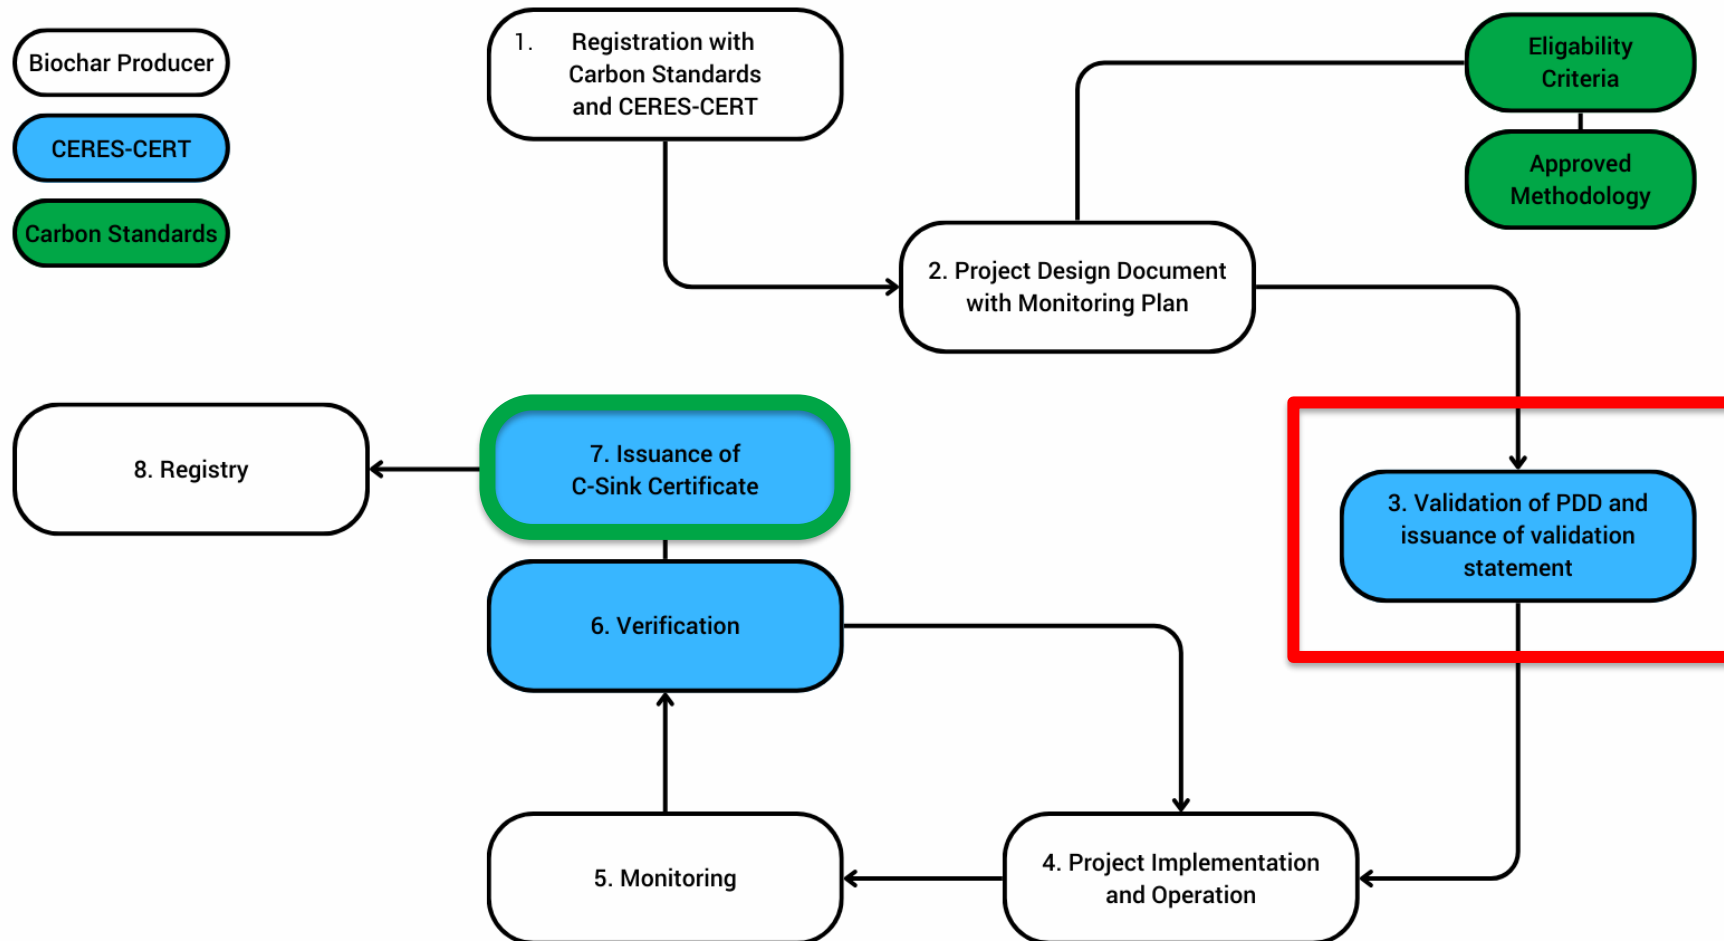 Biochar Producer
CERES-CERT
Carbon Standards
1. Registration with
Carbon Standards
and CERES-CERT
Eligability
Criteria
Approved
Methodology
2. Project Design Document
with Monitoring Plan
3. Validation of PDD and
issuance of validation
statement
4. Project Implementation
and Operation
5. Monitoring
6. Verification
7. Issuance of
C-Sink Certificate
8. Registry